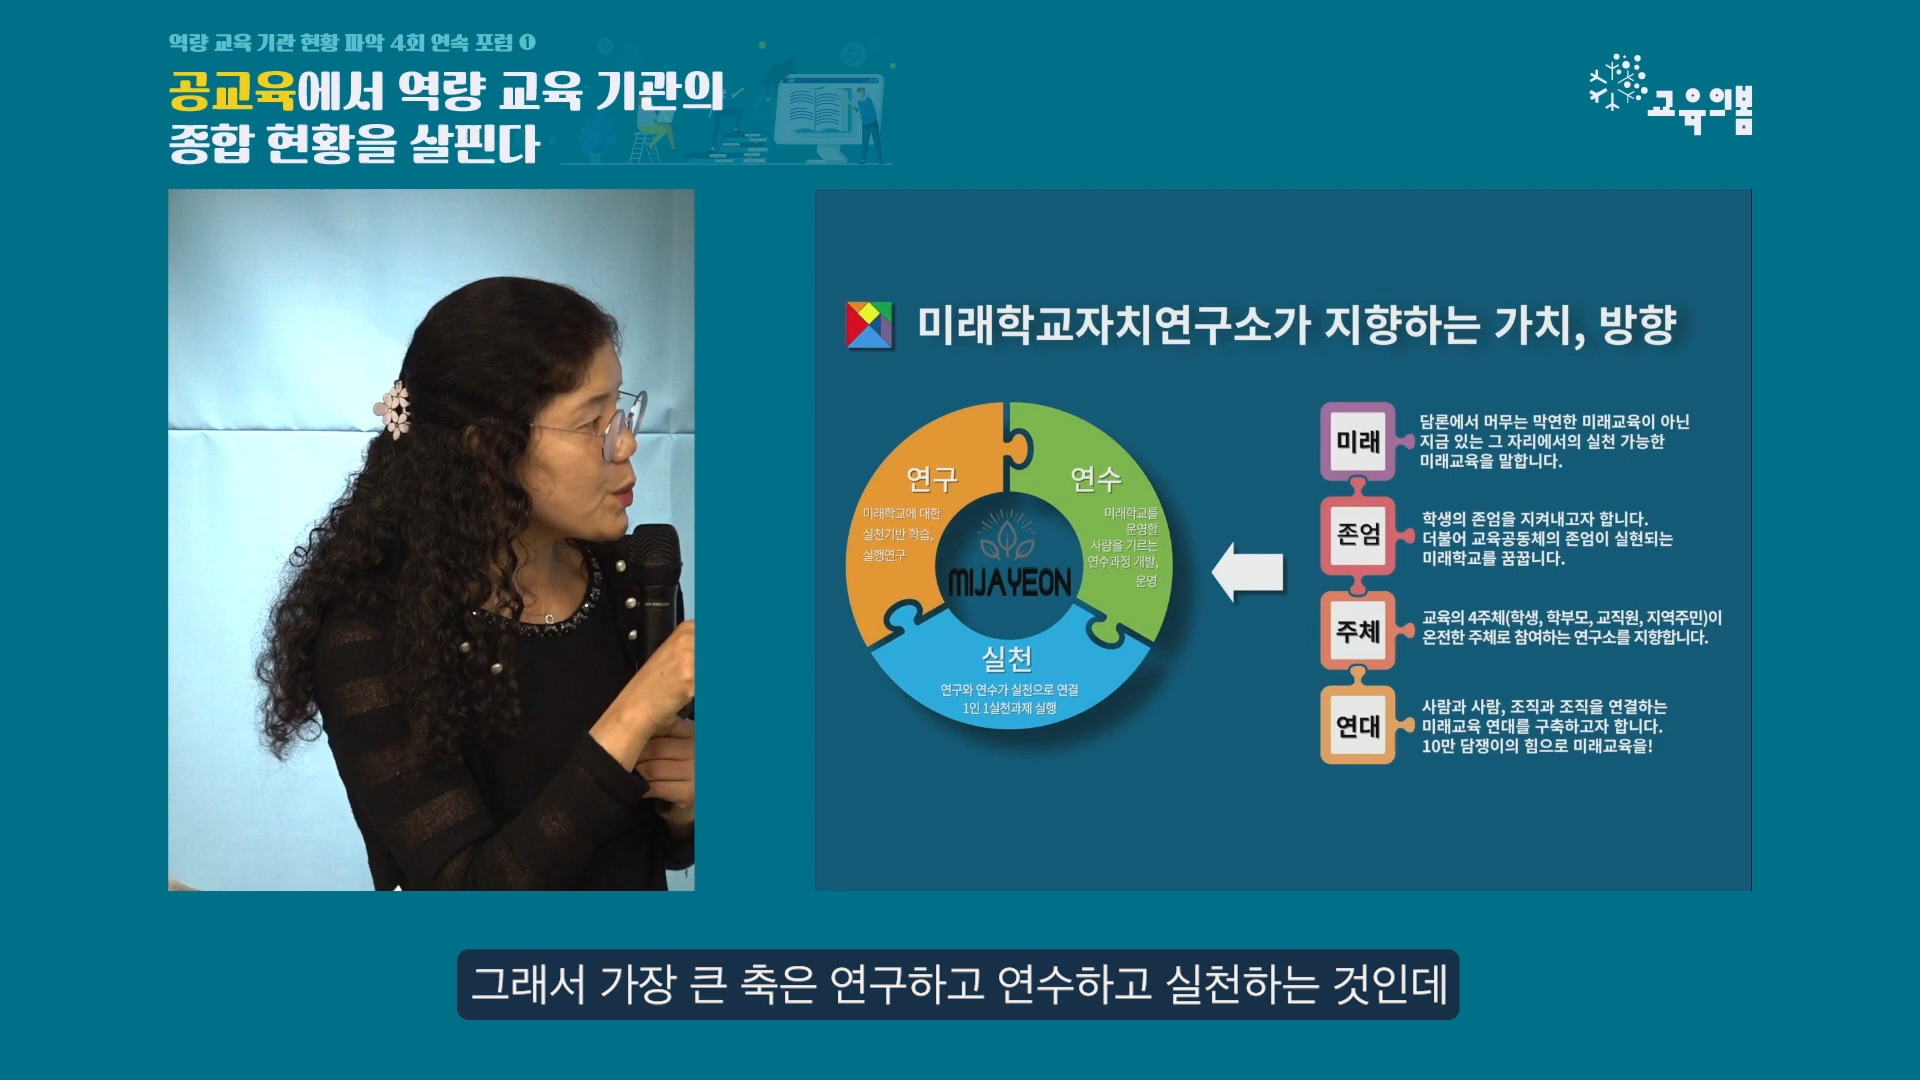 역량 교육 기관 현황 파악 4회 연속 포럼 ❶
공교육에서 역량 교육 기관의
종합 현황을 살핀다
교육의봄
미래학교자치연구소가 지향하는 가치, 방향
연구
미래학교에 대한
실천기반 학습,
실행연구
연수
미래학교를
운영할
사람을 기르는
연수과정 개발,
운영
MIJAYEON
실천
연구와 연수가 실천으로 연결
1인 1실천과제 실행
미래
담론에서 머무는 막연한 미래교육이 아닌
지금 있는 그 자리에서의 실천 가능한
미래교육을 말합니다.
존엄
학생의 존엄을 지켜내고자 합니다.
더불어 교육공동체의 존엄이 실현되는
미래학교를 꿈꿉니다.
주체
교육의 4주체(학생, 학부모, 교직원, 지역주민)이
온전한 주체로 참여하는 연구소를 지향합니다.
연대
사람과 사람, 조직과 조직을 연결하는
미래교육 연대를 구축하고자 합니다.
10만 담쟁이의 힘으로 미래교육을!
그래서 가장 큰 축은 연구하고 연수하고 실천하는 것인데